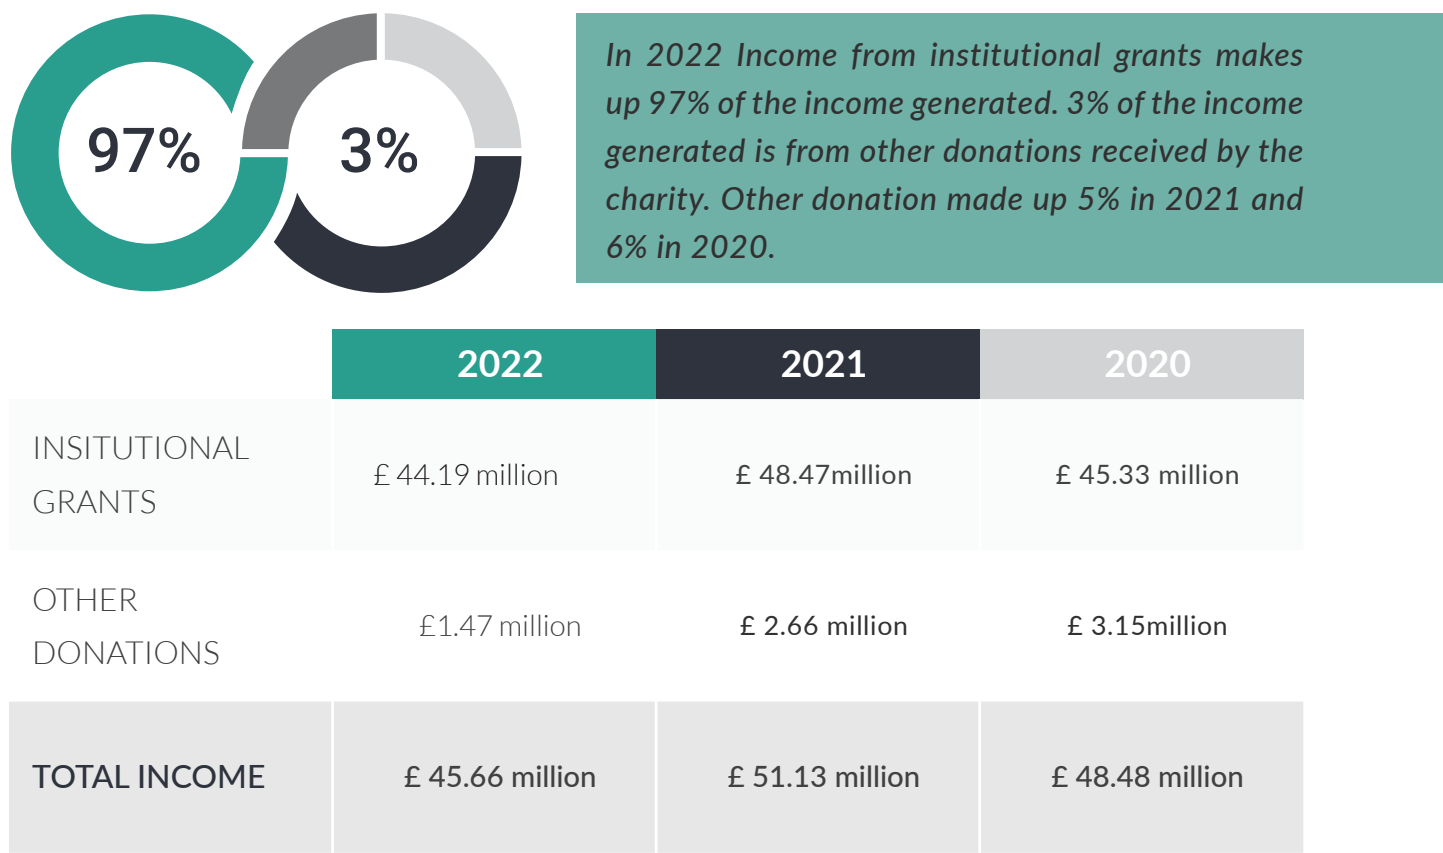 97%
3%
In 2022 Income from institutional grants makes
up 97% of the income generated. 3% of the income
generated is from other donations received by the
charity. Other donation made up 5% in 2021 and
6% in 2020.
2022 2021 2020
INSITUTIONAL
GRANTS
£ 44.19 million £ 48.47million £ 45.33 million
OTHER
DONATIONS
£1.47 million £ 2.66 million £ 3.15million
TOTAL INCOME £ 45.66 million £ 51.13 million £ 48.48 million